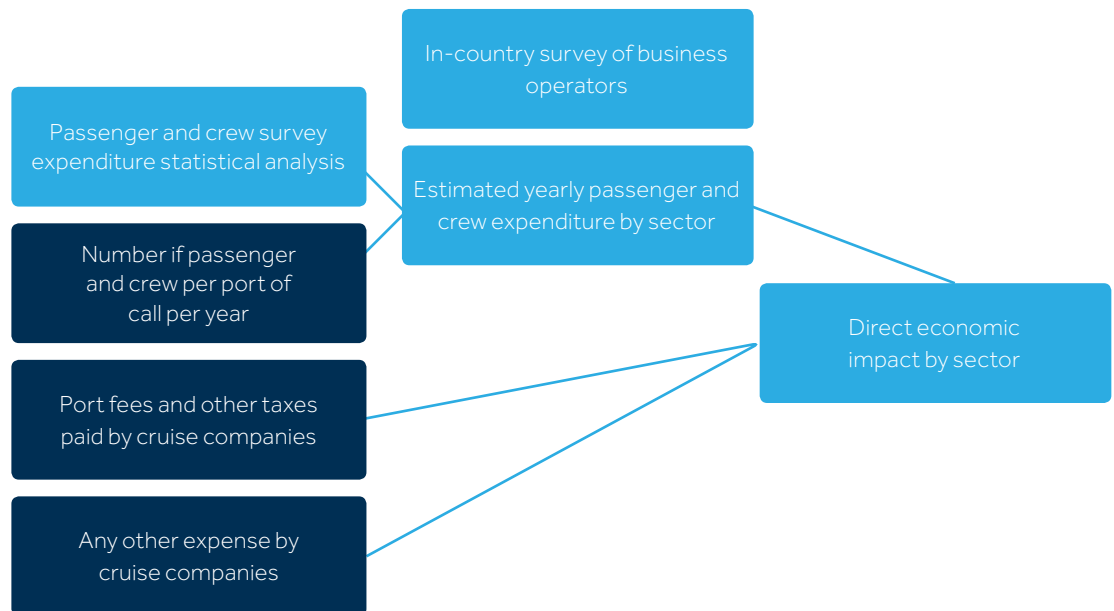 In-country survey of business
operators
Passenger and crew survey
expenditure statistical analysis
Estimated yearly passenger and
crew expenditure by sector
Number if passenger
and crew per port of
call per year
Direct economic
impact by sector
Port fees and other taxes
paid by cruise companies
Any other expense by
cruise companies